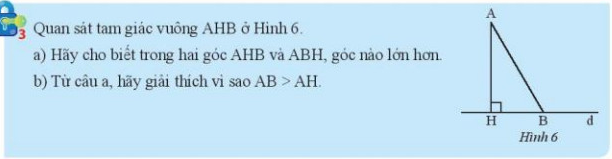 3 Quan sát tam giác vuông AHB ở Hình 6.
a) Hãy cho biết trong hai góc AHB và ABH, góc nào lớn hơn.
b) Từ câu a, hãy giải thích vì sao AB > AH.
A
H B d
Hình 6